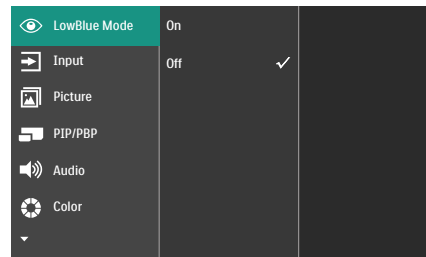 LowBlue Mode
On
Input
Off
Picture
PIP/PBP
Audio
Color